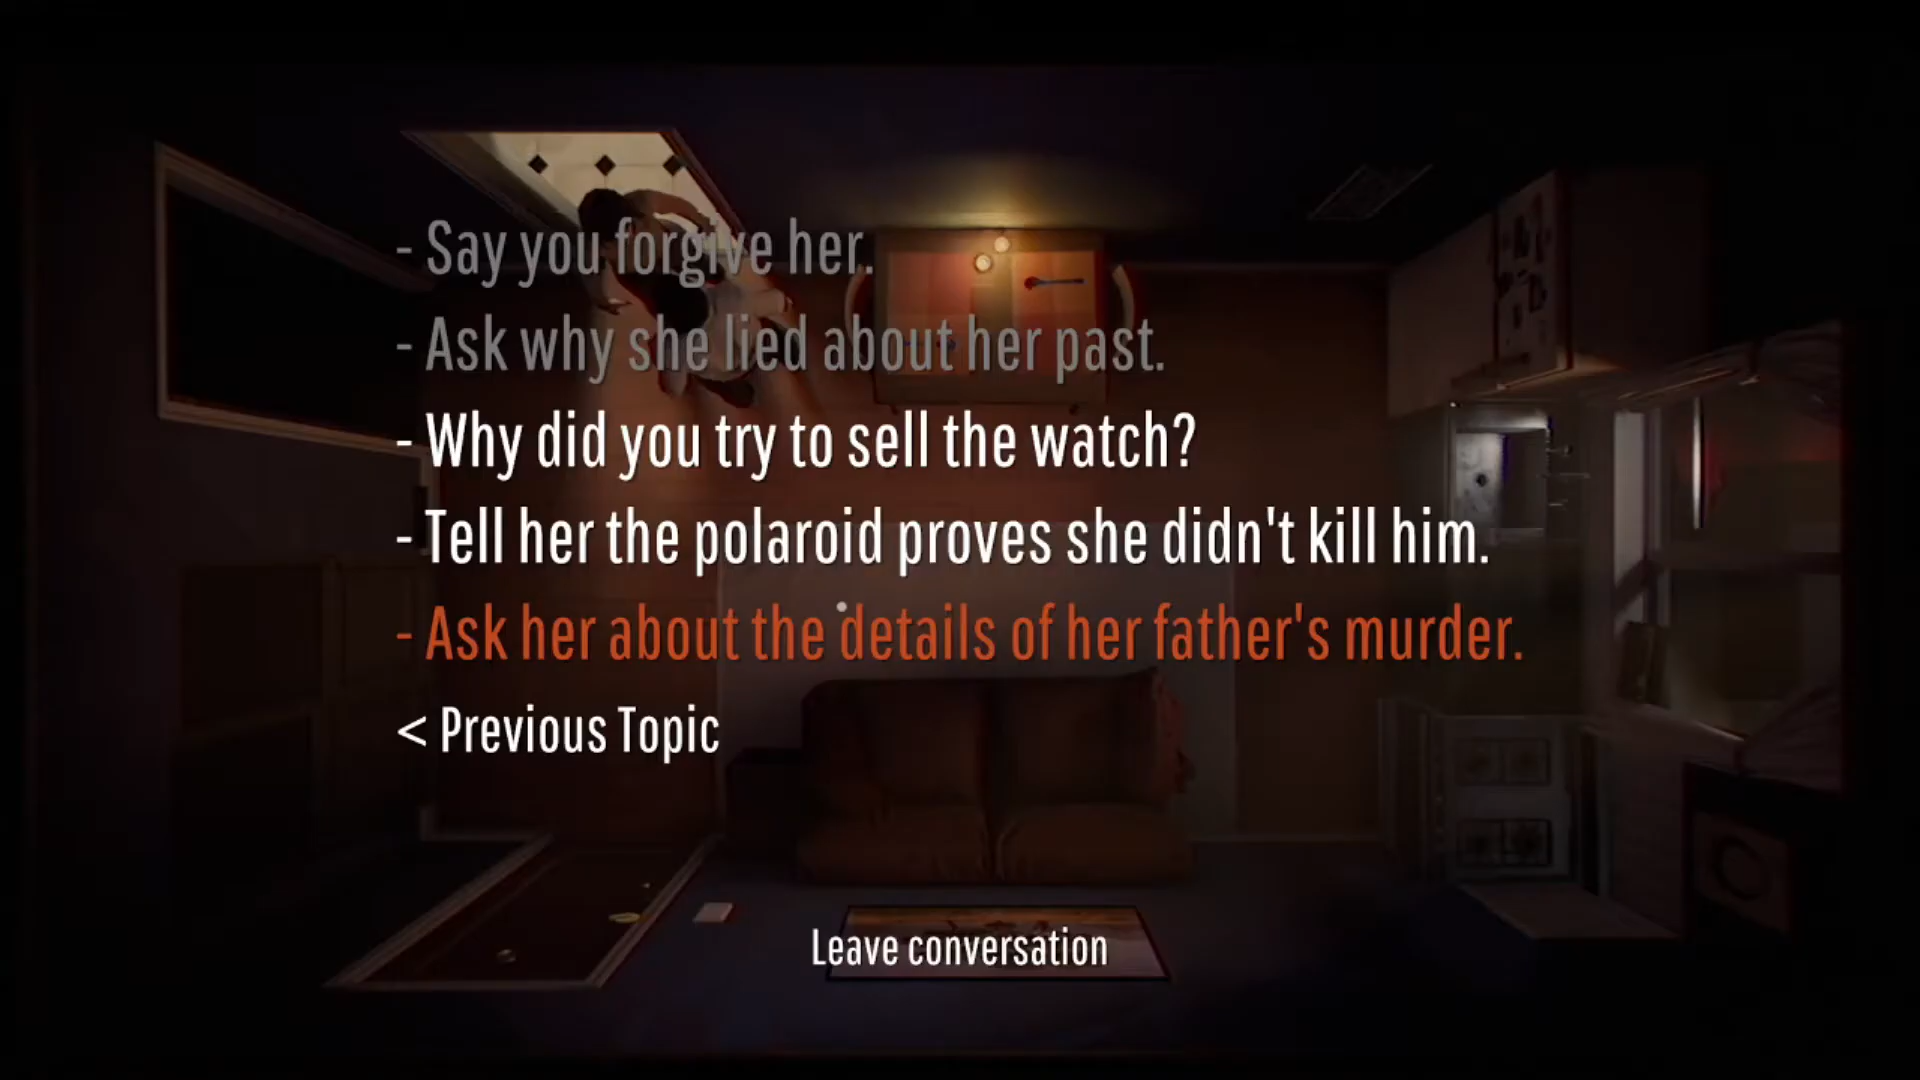 - Say you forgive her.
- Ask why she lied about her past.
- Why did you try to sell the watch?
- Tell her the polaroid proves she didn't kill him.
- Ask her about the details of her father's murder.
< Previous Topic
Leave conversation